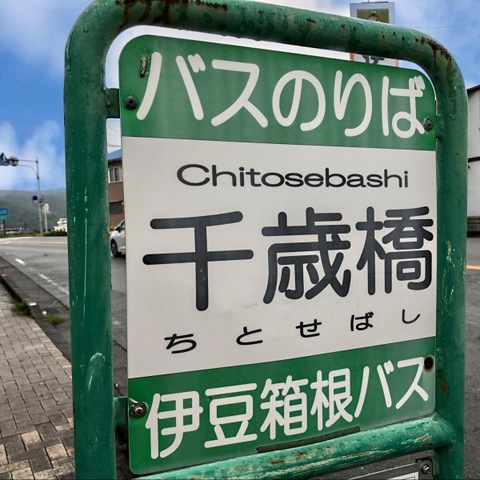 バスのりば
Chitosebashi
千歳橋
ちとせばし
伊豆箱根バス